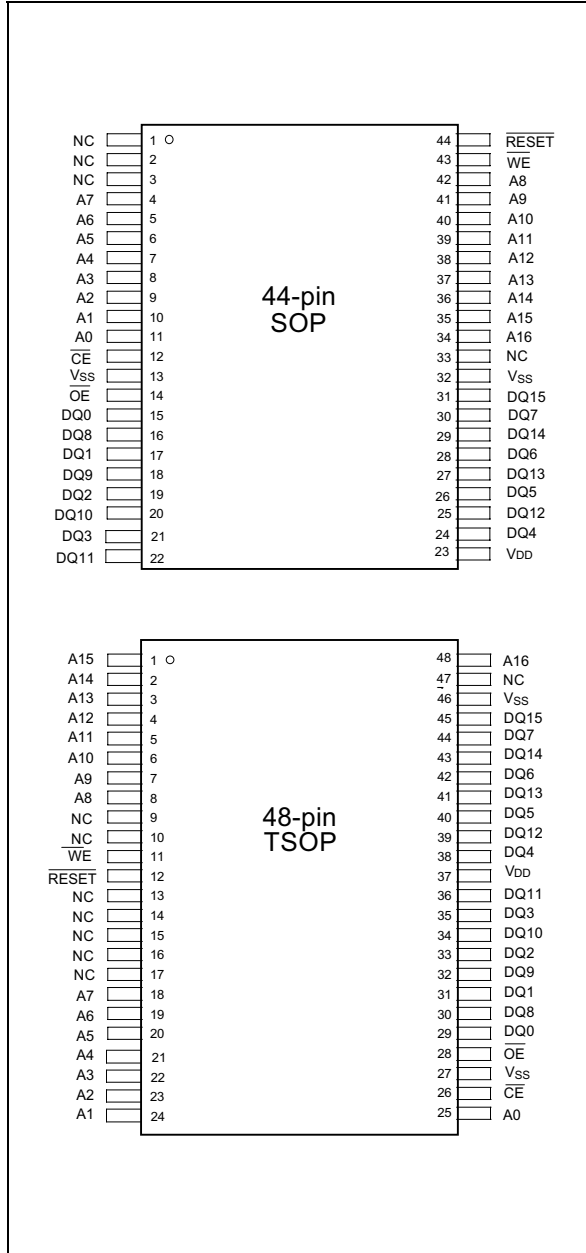 NC 1 44 R̅E̅S̅E̅T̅
NC 2 43 W̅E̅
NC 3 42 A8
A7 4 41 A9
A6 5 40 A10
A5 6 39 A11
A4 7 38 A12
A3 8 37 A13
A2 9 36 A14
A1 10 35 A15
A0 11 34 A16
C̅E̅ 12 33 NC
VSS 13 32 VSS
O̅E̅ 14 31 DQ15
DQ0 15 30 DQ7
DQ8 16 29 DQ14
DQ1 17 28 DQ6
DQ9 18 27 DQ13
DQ2 19 26 DQ5
DQ10 20 25 DQ12
DQ3 21 24 DQ4
DQ11 22 23 VDD
44-pin
SOP
A15 1 48 A16
A14 2 47 NC
A13 3 46 VSS
A12 4 45 DQ15
A11 5 44 DQ7
A10 6 43 DQ14
A9 7 42 DQ6
A8 8 41 DQ13
NC 9 40 DQ5
NC 10 39 DQ12
W̅E̅ 11 38 DQ4
R̅E̅S̅E̅T̅ 12 37 VDD
NC 13 36 DQ11
NC 14 35 DQ3
NC 15 34 DQ10
NC 16 33 DQ2
NC 17 32 DQ9
A7 18 31 DQ1
A6 19 30 DQ8
A5 20 29 DQ0
A4 21 28 O̅E̅
A3 22 27 VSS
A2 23 26 C̅E̅
A1 24 25 A0
48-pin
TSOP